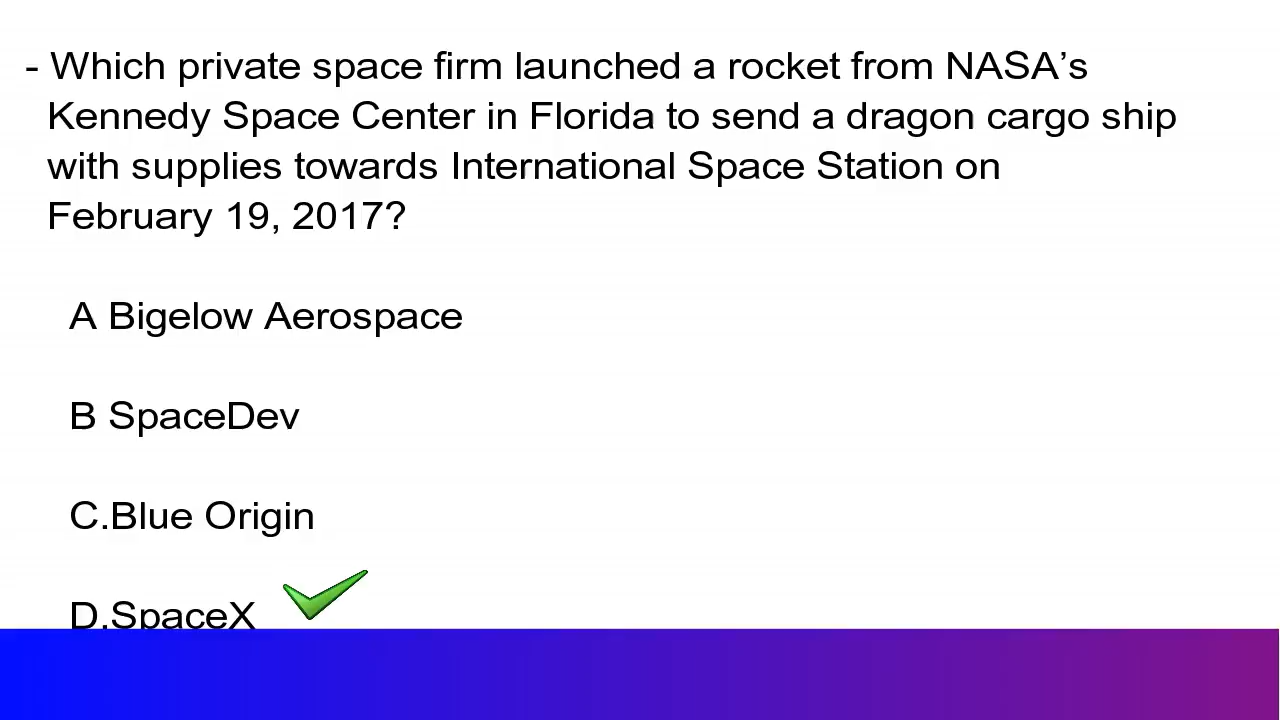 - Which private space firm launched a rocket from NASA’s
Kennedy Space Center in Florida to send a dragon cargo ship
with supplies towards International Space Station on
February 19, 2017?
A Bigelow Aerospace
B SpaceDev
C.Blue Origin
D.SpaceX